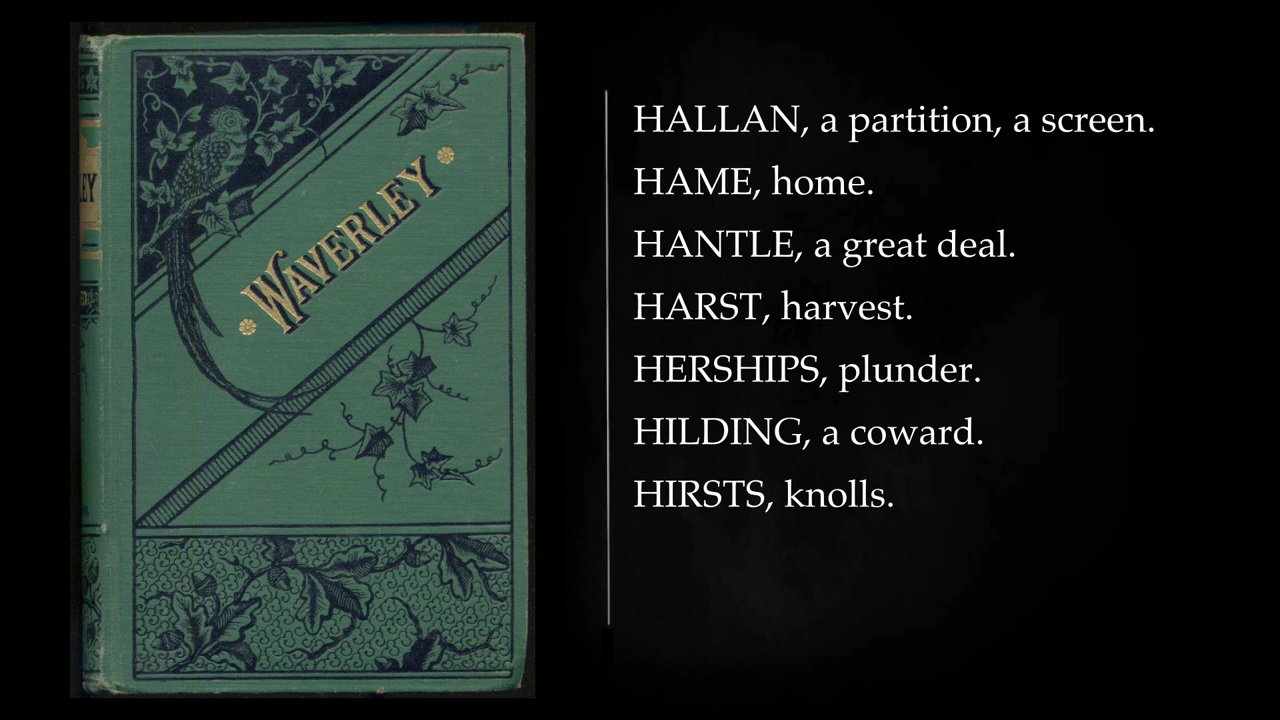 WAVERLEY
HALLAN, a partition, a screen.
HAME, home.
HANTLE, a great deal.
HARST, harvest.
HERSHIPS, plunder.
HILDING, a coward.
HIRSTS, knolls.